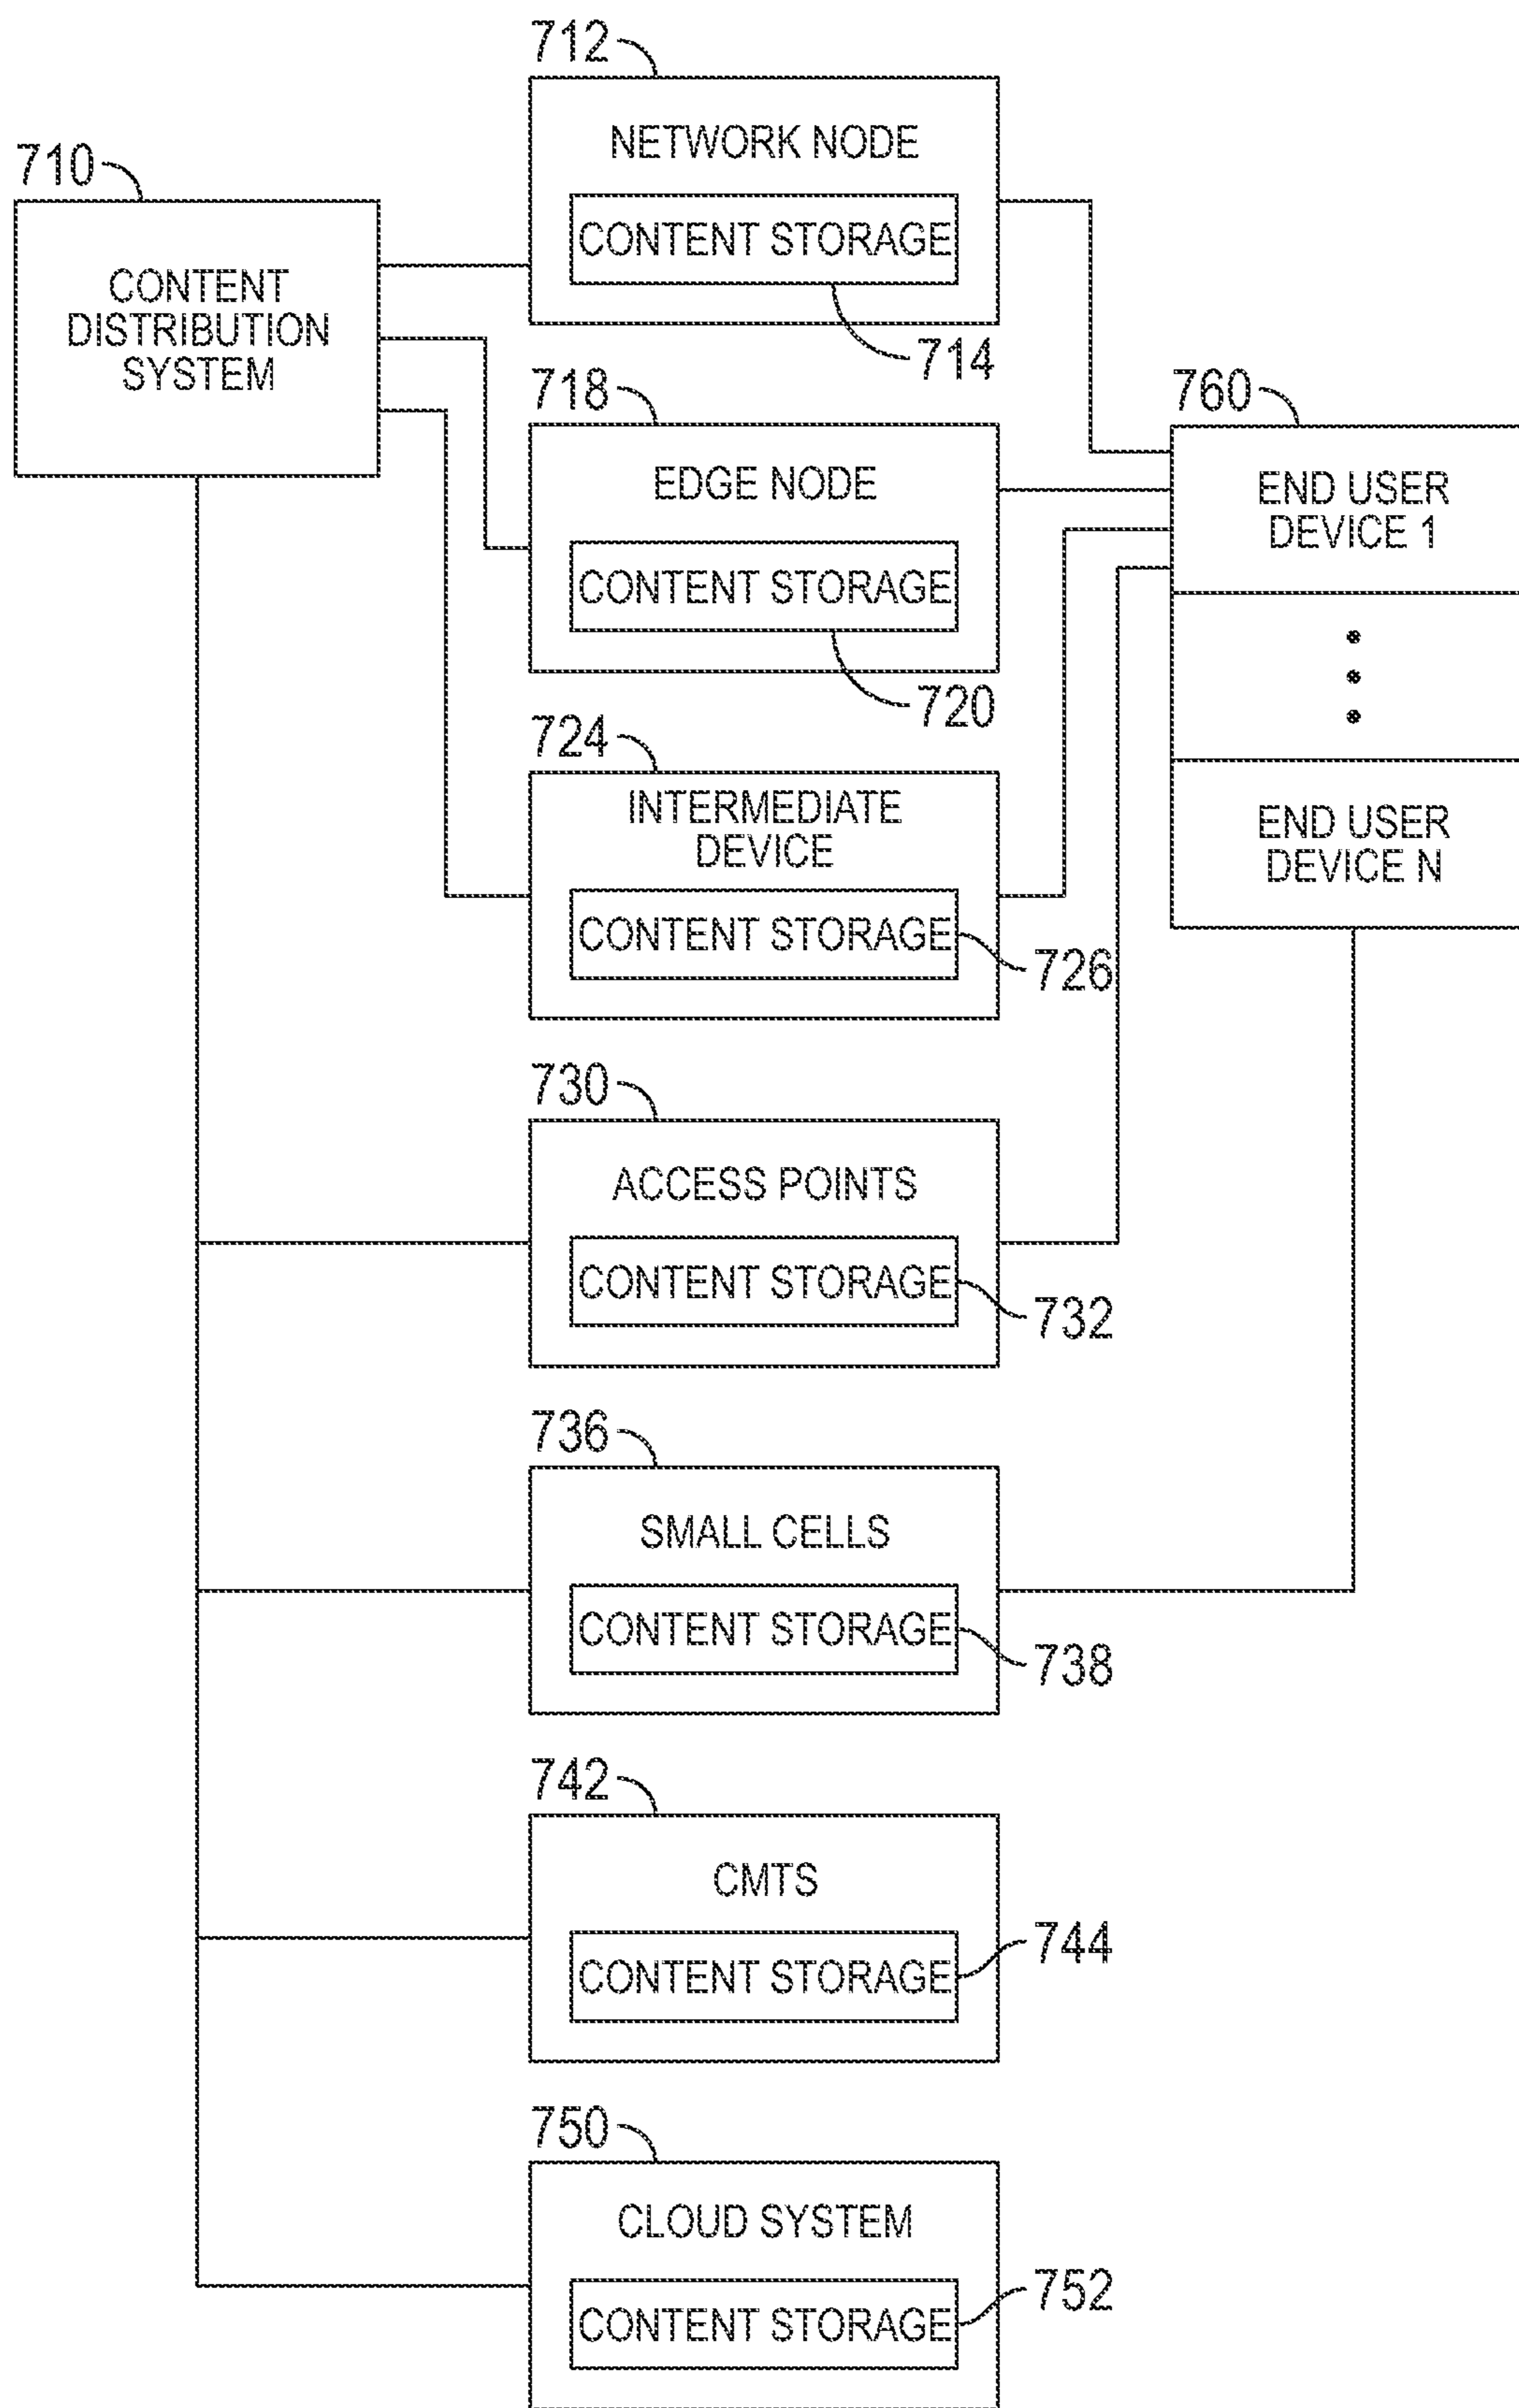 712
NETWORK NODE
CONTENT STORAGE
714
710
CONTENT
DISTRIBUTION
SYSTEM
718
EDGE NODE
CONTENT STORAGE
720
760
END USER
DEVICE 1
END USER
DEVICE N
724
INTERMEDIATE
DEVICE
CONTENT STORAGE
726
730
ACCESS POINTS
CONTENT STORAGE
732
736
SMALL CELLS
CONTENT STORAGE
738
742
CMTS
CONTENT STORAGE
744
750
CLOUD SYSTEM
CONTENT STORAGE
752